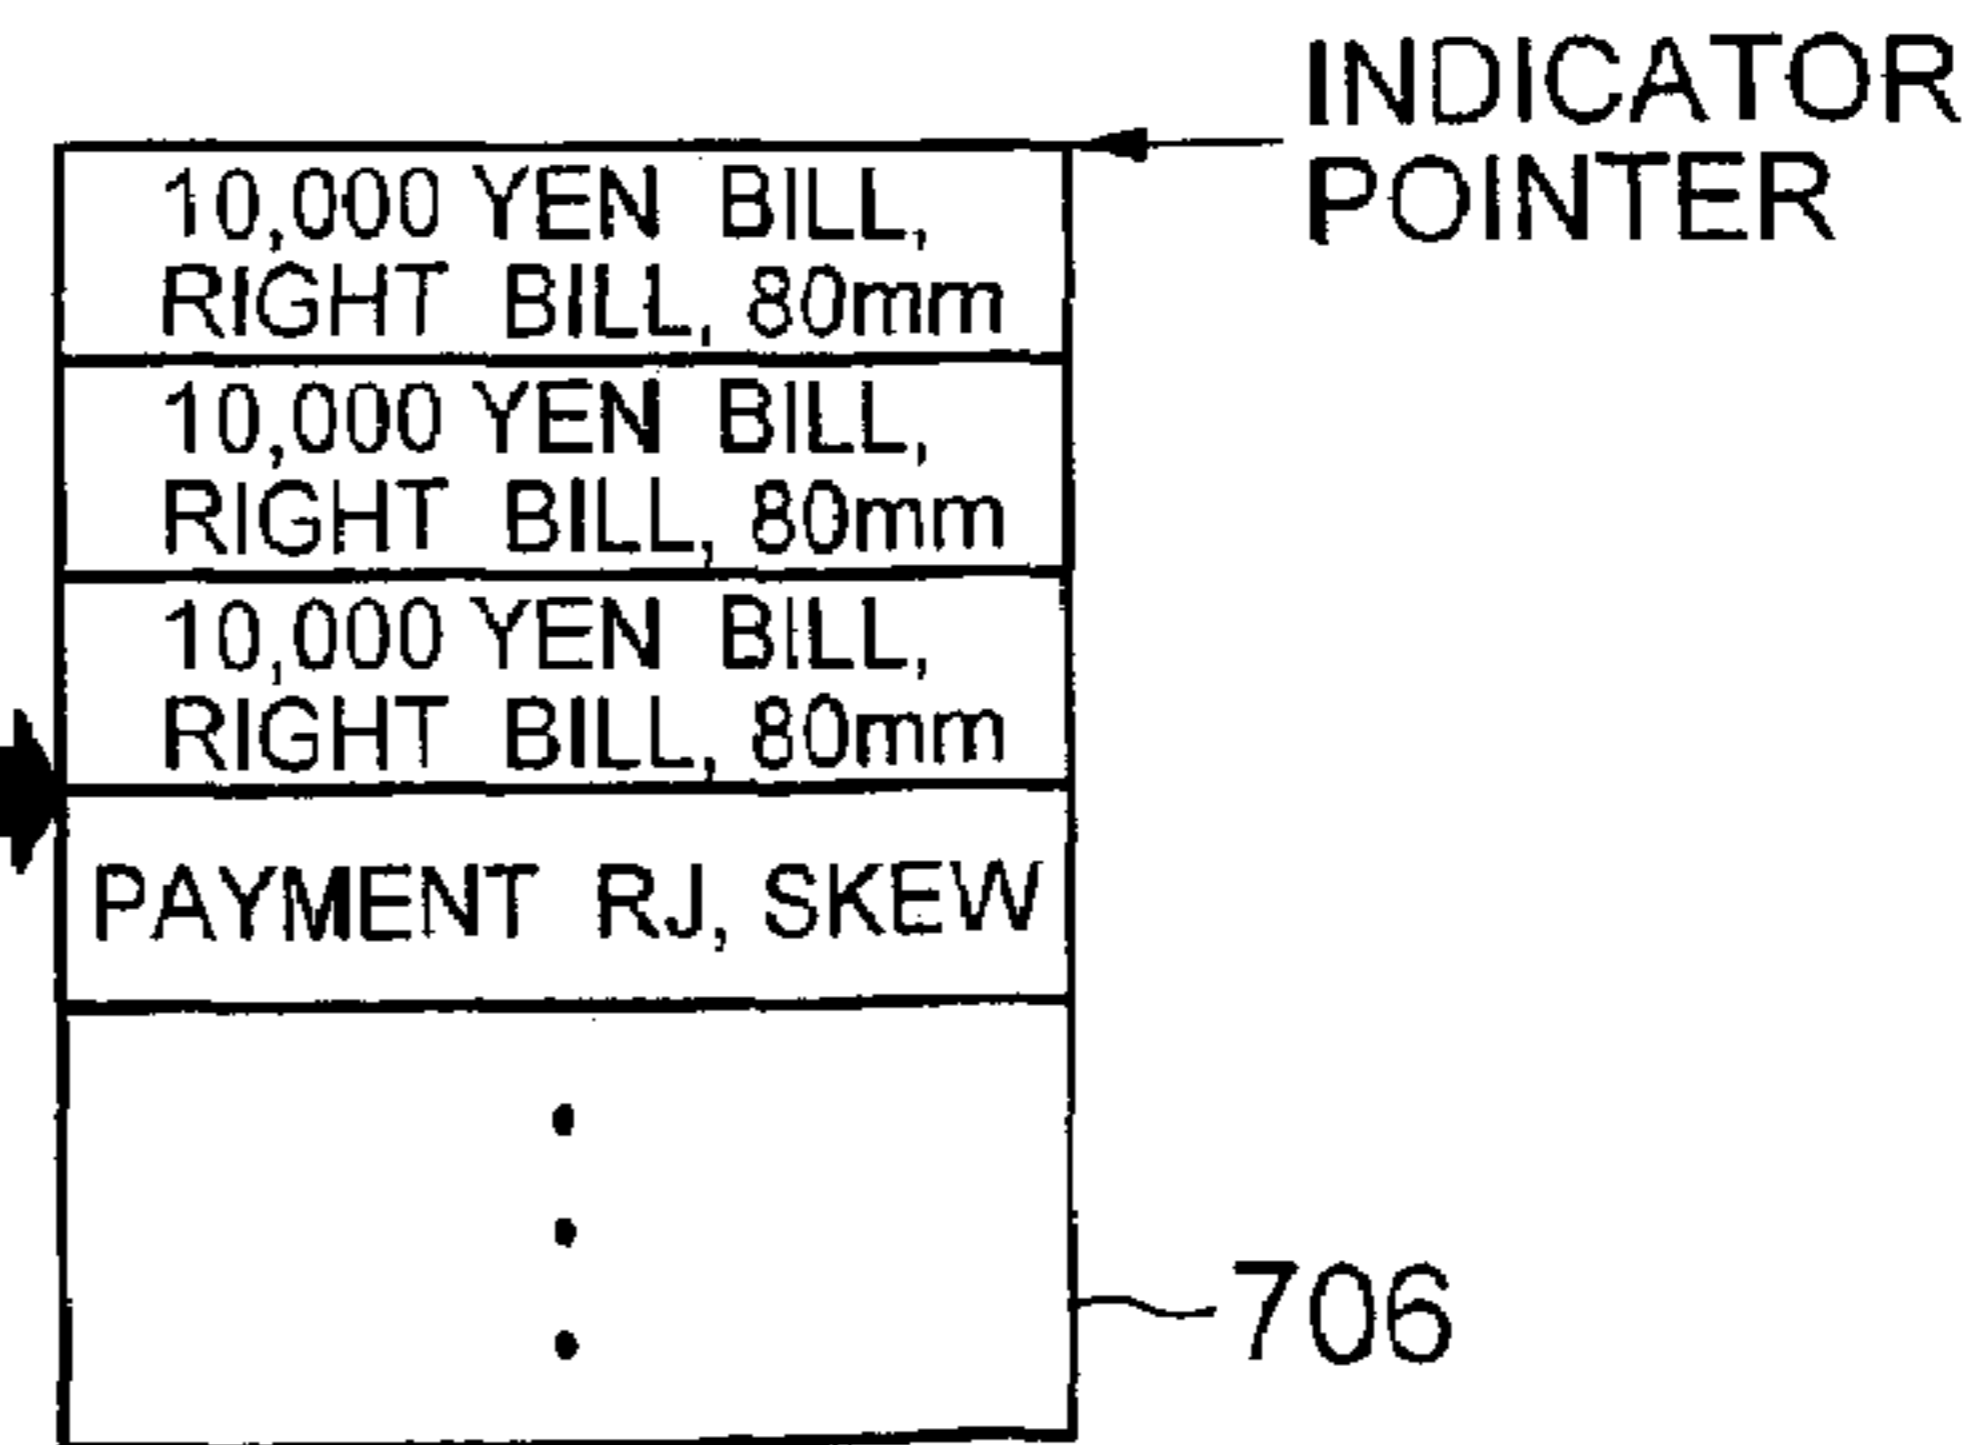 INDICATOR
POINTER
10,000 YEN BILL,
RIGHT BILL, 80mm
10,000 YEN BILL,
RIGHT BILL, 80mm
10,000 YEN BILL,
RIGHT BILL, 80mm
PAYMENT RJ, SKEW
706